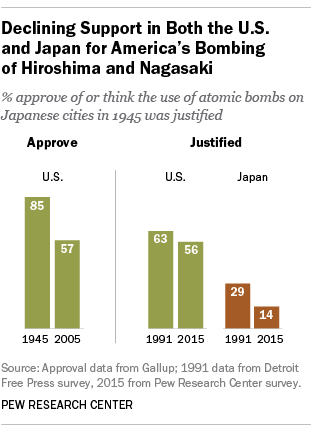 Declining Support in Both the U.S.
and Japan for America's Bombing
of Hiroshima and Nagasaki
% approve of or think the use of atomic bombs on
Japanese cities in 1945 was justified
Approve
Justified
U.S.
U.S.
Japan
85
57
63
56
29
14
1945 2005
1991 2015
1991 2015
Source: Approval data from Gallup; 1991 data from Detroit
Free Press survey, 2015 from Pew Research Center survey.
PEW RESEARCH CENTER